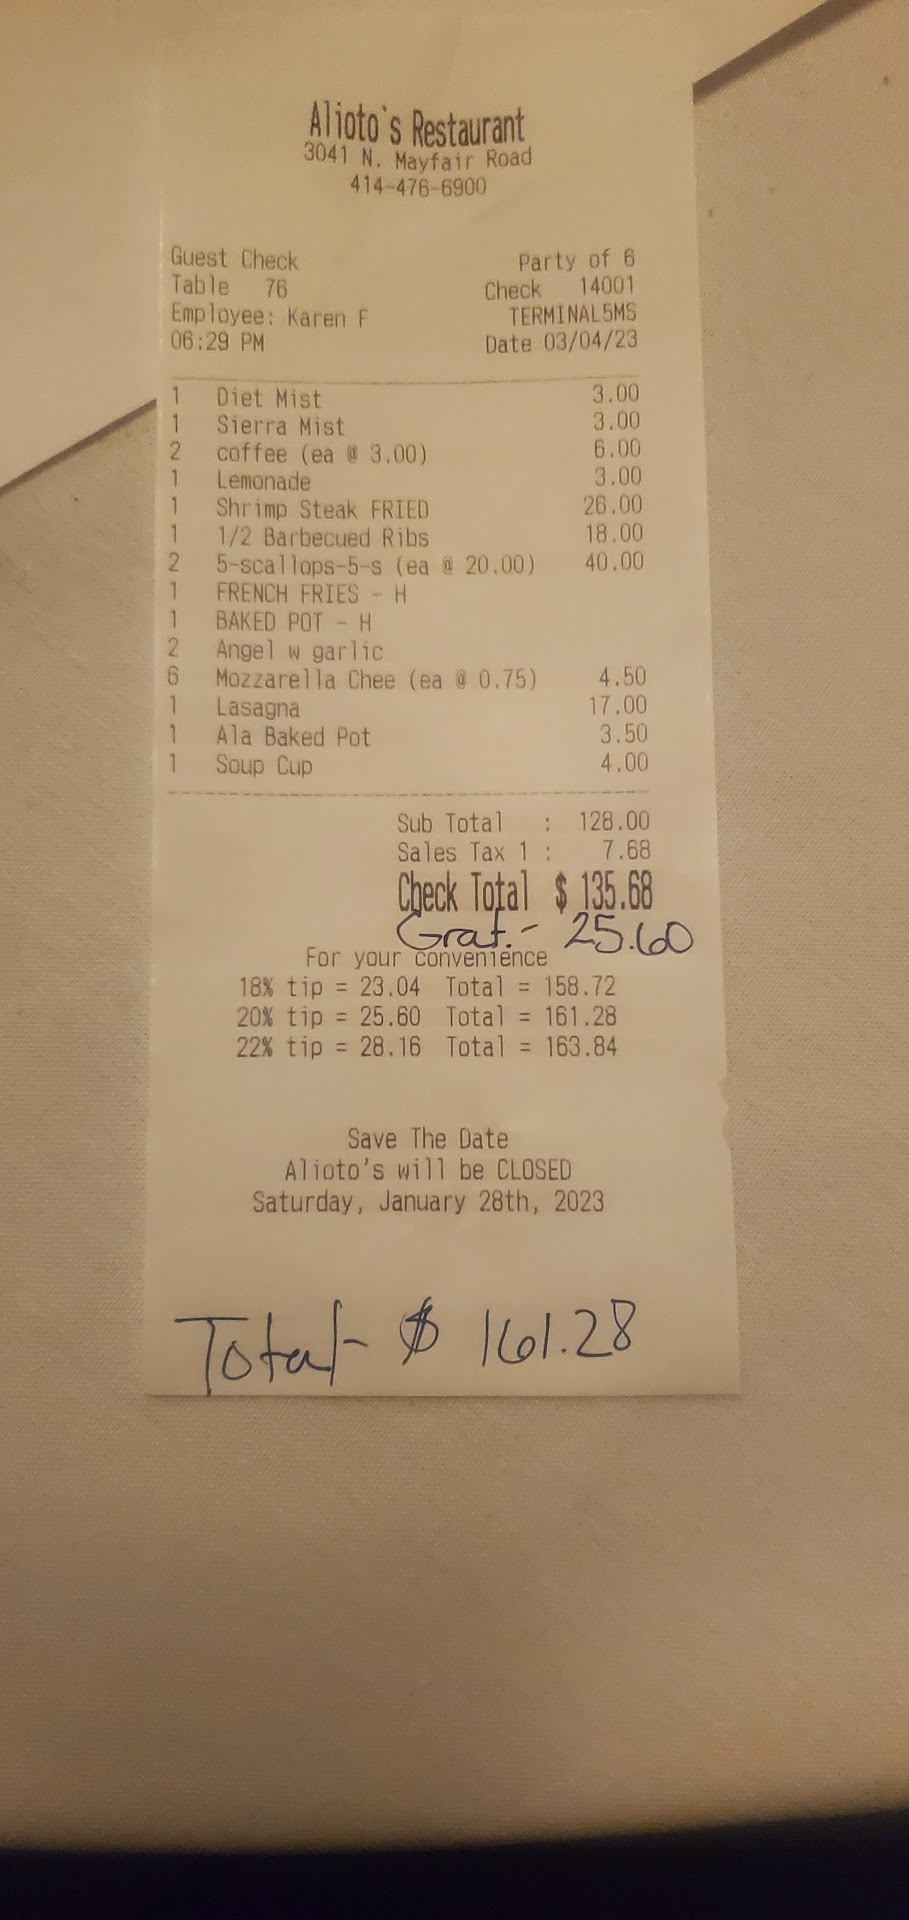 Alioto's Restaurant
3041 N. Mayfair Road
414-476-6900
Guest Check Party of 6
Table 76 Check 14001
Employee: Karen F TERMINAL5MS
06:29 PM Date 03/04/23
1 Diet Mist 3.00
1 Sierra Mist 3.00
2 coffee (ea @ 3.00) 6.00
1 Lemonade 3.00
1 Shrimp Steak FRIED 26.00
1 1/2 Barbecued Ribs 18.00
2 5-scallops-5-s (ea @ 20.00) 40.00
1 FRENCH FRIES - H
1 BAKED POT - H
2 Angel w garlic
6 Mozzarella Chee (ea @ 0.75) 4.50
1 Lasagna 17.00
1 Ala Baked Pot 3.50
1 Soup Cup 4.00
Sub Total : 128.00
Sales Tax 1 : 7.68
Check Total $ 135.68
Grat.- 25.60
For your convenience
18% tip = 23.04 Total = 158.72
20% tip = 25.60 Total = 161.28
22% tip = 28.16 Total = 163.84
Save The Date
Alioto's will be CLOSED
Saturday, January 28th, 2023
Total- $ 161.28